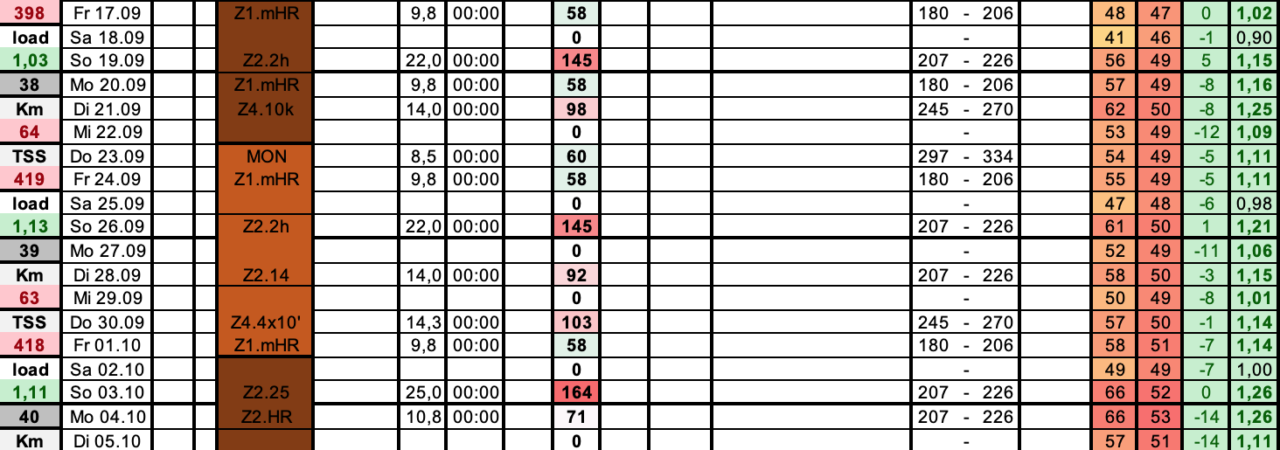 398 Fr 17.09 Z1.mHR 9,8 00:00 58 180 - 206 48 47 0 1,02
load Sa 18.09 0 - 41 46 -1 0,90
1,03 So 19.09 Z2.2h 22,0 00:00 145 207 - 226 56 49 5 1,15
38 Mo 20.09 Z1.mHR 9,8 00:00 58 180 - 206 57 49 -8 1,16
Km Di 21.09 Z4.10k 14,0 00:00 98 245 - 270 62 50 -8 1,25
64 Mi 22.09 0 - 53 49 -12 1,09
TSS Do 23.09 MON 8,5 00:00 60 297 - 334 54 49 -5 1,11
419 Fr 24.09 Z1.mHR 9,8 00:00 58 180 - 206 55 49 -5 1,11
load Sa 25.09 0 - 47 48 -6 0,98
1,13 So 26.09 Z2.2h 22,0 00:00 145 207 - 226 61 50 1 1,21
39 Mo 27.09 0 - 52 49 -11 1,06
Km Di 28.09 Z2.14 14,0 00:00 92 207 - 226 58 50 -3 1,15
63 Mi 29.09 0 - 50 49 -8 1,01
TSS Do 30.09 Z4.4x10' 14,3 00:00 103 245 - 270 57 50 -1 1,14
418 Fr 01.10 Z1.mHR 9,8 00:00 58 180 - 206 58 51 -7 1,14
load Sa 02.10 0 - 49 49 -7 1,00
1,11 So 03.10 Z2.25 25,0 00:00 164 207 - 226 66 52 0 1,26
40 Mo 04.10 Z2.HR 10,8 00:00 71 207 - 226 66 53 -14 1,26
Km Di 05.10 0 - 57 51 -14 1,11